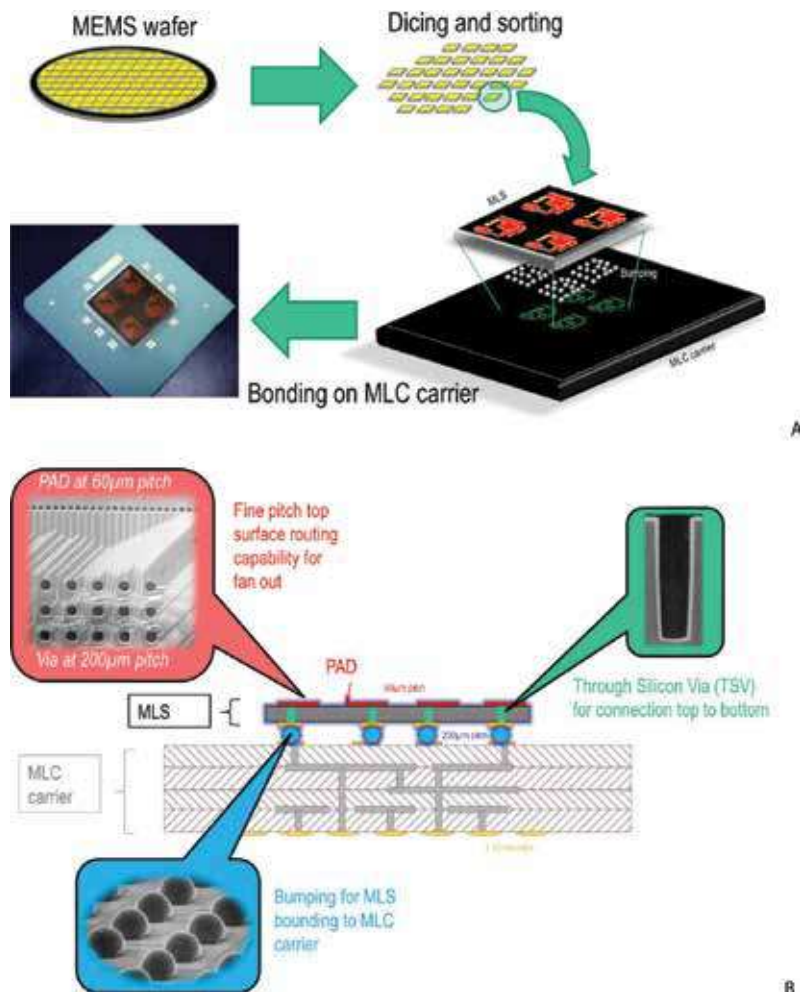 MEMS wafer
Dicing and sorting
MLS
Bumping
MLC carrier
Bonding on MLC carrier
A
PAD at 60µm pitch
Via at 200µm pitch
Fine pitch top
surface routing
capability for
fan out
PAD
Through Silicon Via (TSV)
for connection top to bottom
MLS
200µm pitch
MLC
carrier
Bumping for MLS
bounding to MLC
carrier
B